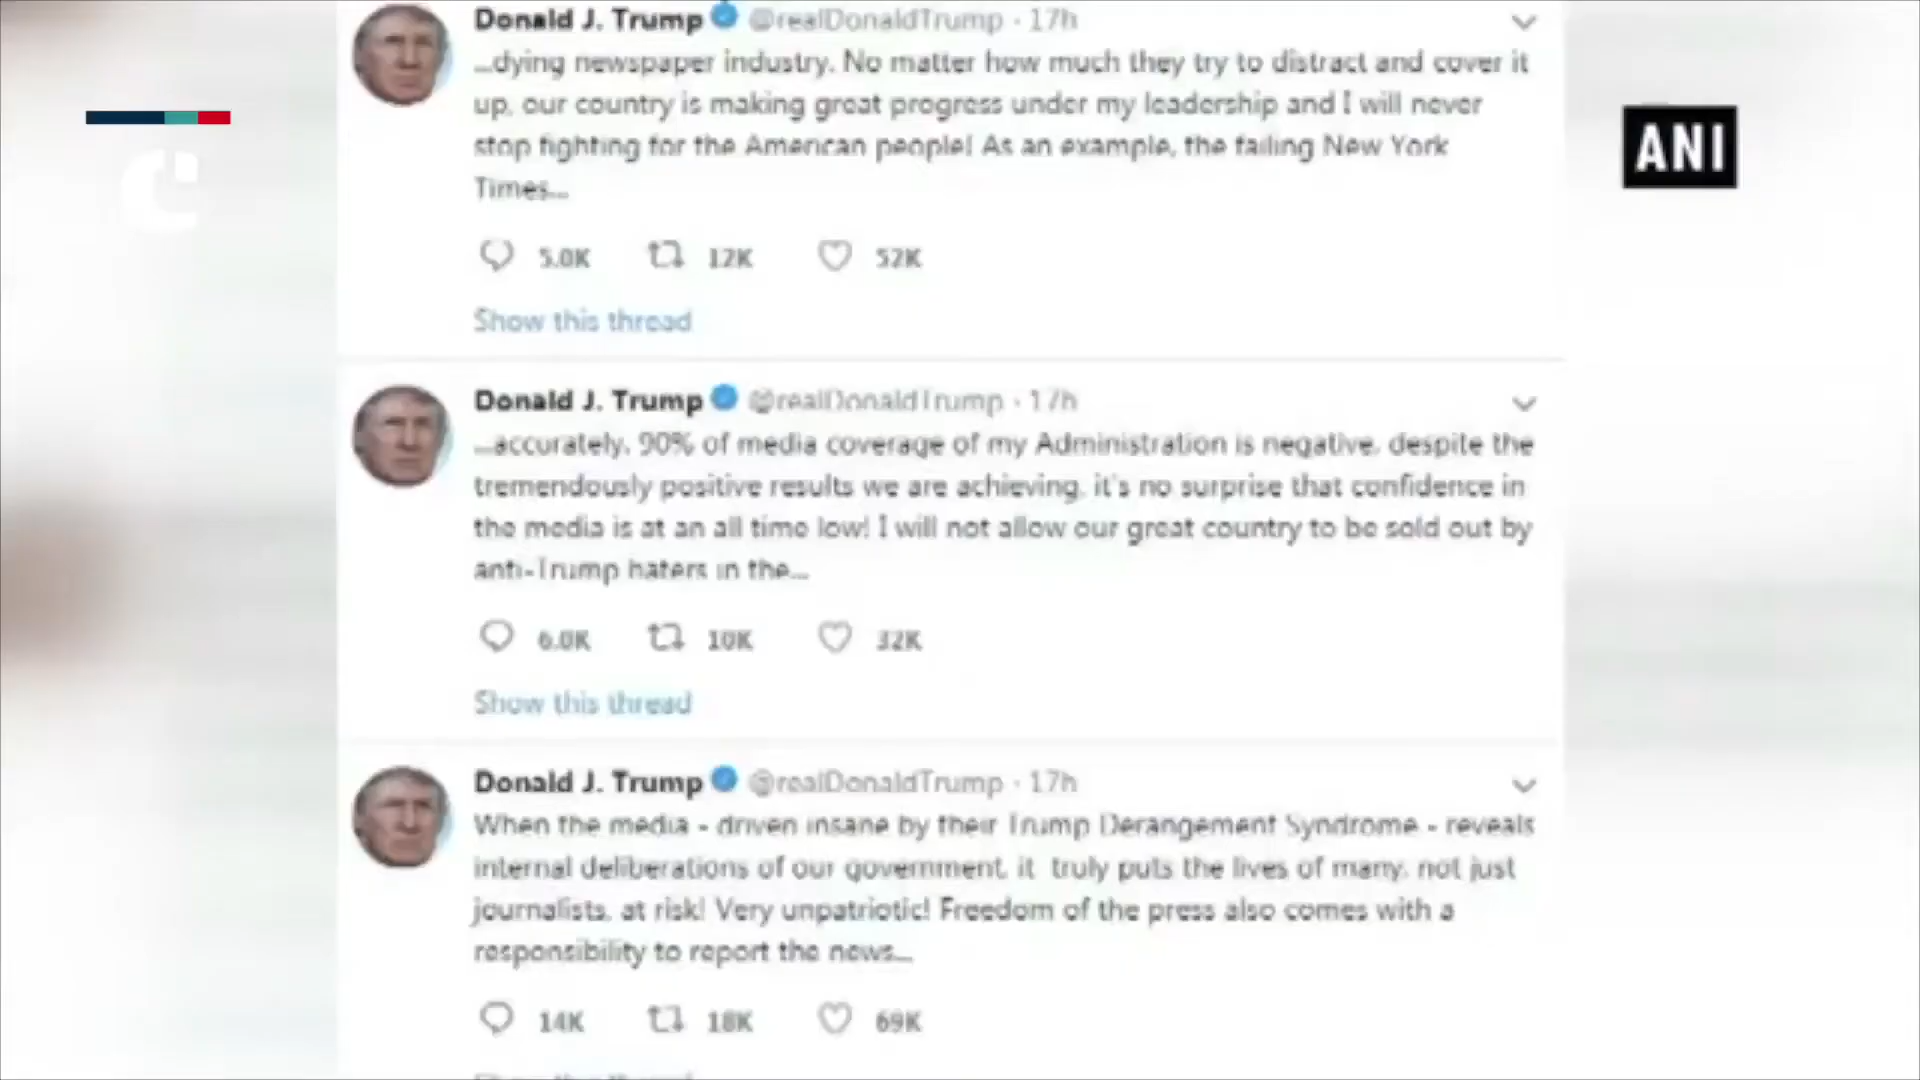 Donald J. Trump @realDonaldTrump · 17h
...dying newspaper industry. No matter how much they try to distract and cover it
up, our country is making great progress under my leadership and I will never
stop fighting for the American people! As an example, the failing New York
Times...
5.0K 12K 52K
Show this thread
ANI
Donald J. Trump @realDonaldTrump · 17h
...accurately. 90% of media coverage of my Administration is negative, despite the
tremendously positive results we are achieving, it's no surprise that confidence in
the media is at an all time low! I will not allow our great country to be sold out by
anti-Trump haters in the...
6.0K 10K 32K
Show this thread
Donald J. Trump @realDonaldTrump · 17h
When the media - driven insane by their Trump Derangement Syndrome - reveals
internal deliberations of our government, it truly puts the lives of many, not just
journalists, at risk! Very unpatriotic! Freedom of the press also comes with a
responsibility to report the news...
14K 18K 69K